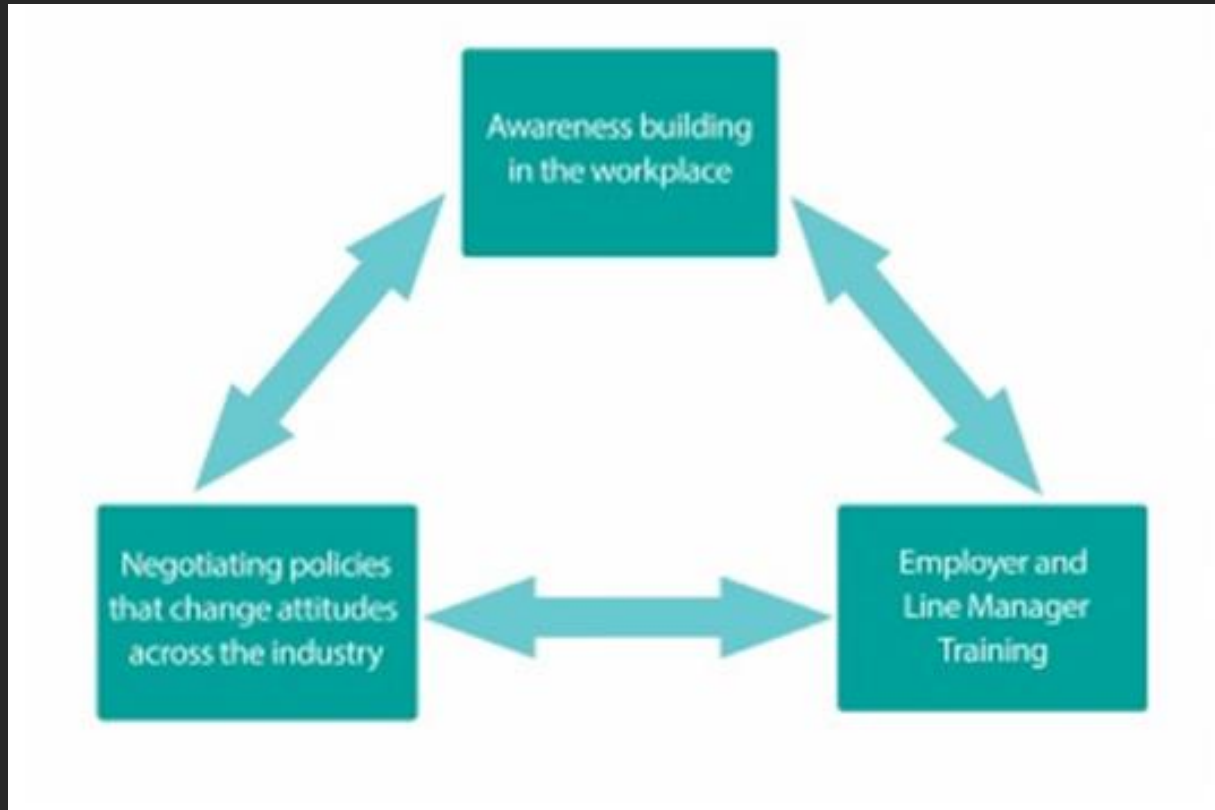 Awareness building
in the workplace
Negotiating policies
that change attitudes
across the industry
Employer and
Line Manager
Training